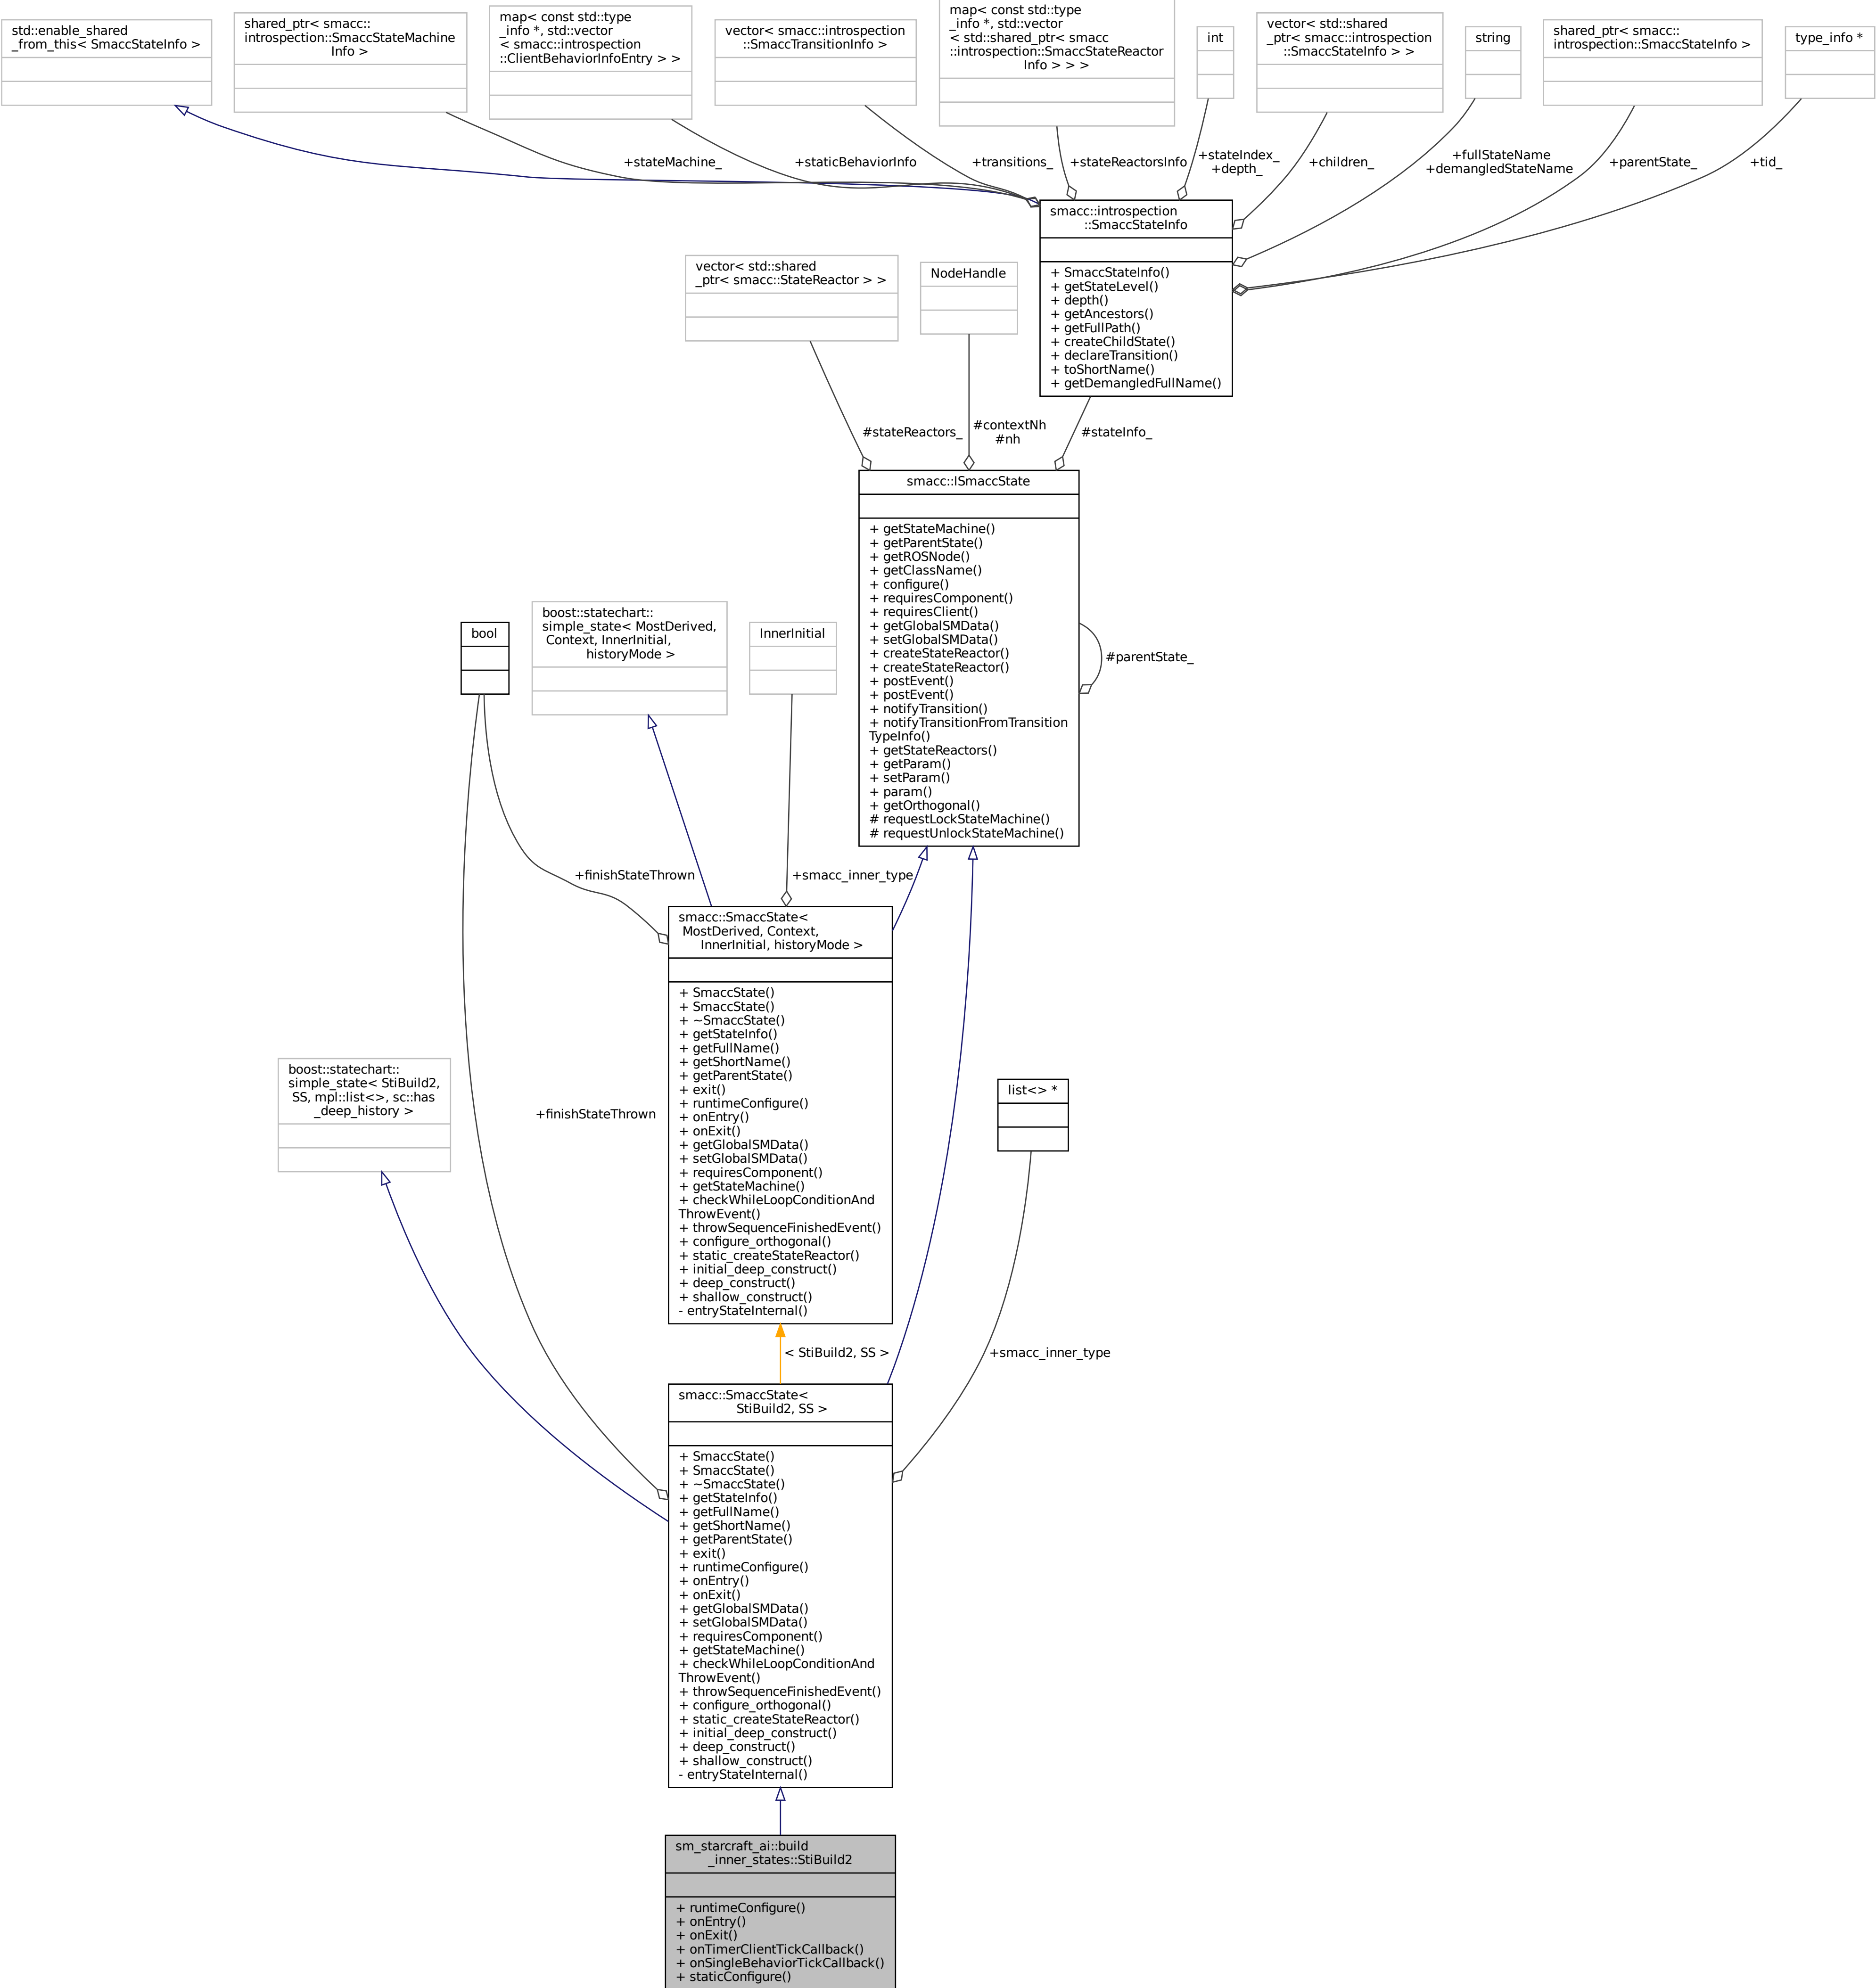 std::enable_shared
_from_this< SmaccStateInfo >
shared_ptr< smacc::
introspection::SmaccStateMachine
Info >
map< const std::type
_info *, std::vector
< smacc::introspection
::ClientBehaviorInfoEntry > >
vector< smacc::introspection
::SmaccTransitionInfo >
map< const std::type
_info *, std::vector
< std::shared_ptr< smacc
::introspection::SmaccStateReactor
Info > > >
int
vector< std::shared
_ptr< smacc::introspection
::SmaccStateInfo > >
string
shared_ptr< smacc::
introspection::SmaccStateInfo >
type_info *
+stateMachine_
+staticBehaviorInfo
+transitions_
+stateReactorsInfo
+stateIndex_
+depth_
+children_
+fullStateName
+demangledStateName
+parentState_
+tid_
smacc::introspection
::SmaccStateInfo
+ SmaccStateInfo()
+ getStateLevel()
+ depth()
+ getAncestors()
+ getFullPath()
+ createChildState()
+ declareTransition()
+ toShortName()
+ getDemangledFullName()
vector< std::shared
_ptr< smacc::StateReactor > >
NodeHandle
#stateReactors_
#contextNh
#nh
#stateInfo_
smacc::ISmaccState
+ getStateMachine()
+ getParentState()
+ getROSNode()
+ getClassName()
+ configure()
+ requiresComponent()
+ requiresClient()
+ getGlobalSMData()
+ setGlobalSMData()
+ createStateReactor()
+ createStateReactor()
+ postEvent()
+ postEvent()
+ notifyTransition()
+ notifyTransitionFromTransition
TypeInfo()
+ getStateReactors()
+ getParam()
+ setParam()
+ param()
+ getOrthogonal()
# requestLockStateMachine()
# requestUnlockStateMachine()
#parentState_
bool
boost::statechart::
simple_state< MostDerived,
Context, InnerInitial,
historyMode >
InnerInitial
+finishStateThrown
+smacc_inner_type
smacc::SmaccState<
MostDerived, Context,
InnerInitial, historyMode >
+ SmaccState()
+ SmaccState()
+ ~SmaccState()
+ getStateInfo()
+ getFullName()
+ getShortName()
+ getParentState()
+ exit()
+ runtimeConfigure()
+ onEntry()
+ onExit()
+ getGlobalSMData()
+ setGlobalSMData()
+ requiresComponent()
+ getStateMachine()
+ checkWhileLoopConditionAnd
ThrowEvent()
+ throwSequenceFinishedEvent()
+ configure_orthogonal()
+ static_createStateReactor()
+ initial_deep_construct()
+ deep_construct()
+ shallow_construct()
- entryStateInternal()
boost::statechart::
simple_state< StiBuild2,
SS, mpl::list<>, sc::has
_deep_history >
+finishStateThrown
list<> *
< StiBuild2, SS >
+smacc_inner_type
smacc::SmaccState<
StiBuild2, SS >
+ SmaccState()
+ SmaccState()
+ ~SmaccState()
+ getStateInfo()
+ getFullName()
+ getShortName()
+ getParentState()
+ exit()
+ runtimeConfigure()
+ onEntry()
+ onExit()
+ getGlobalSMData()
+ setGlobalSMData()
+ requiresComponent()
+ getStateMachine()
+ checkWhileLoopConditionAnd
ThrowEvent()
+ throwSequenceFinishedEvent()
+ configure_orthogonal()
+ static_createStateReactor()
+ initial_deep_construct()
+ deep_construct()
+ shallow_construct()
- entryStateInternal()
sm_starcraft_ai::build
_inner_states::StiBuild2
+ runtimeConfigure()
+ onEntry()
+ onExit()
+ onTimerClientTickCallback()
+ onSingleBehaviorTickCallback()
+ staticConfigure()